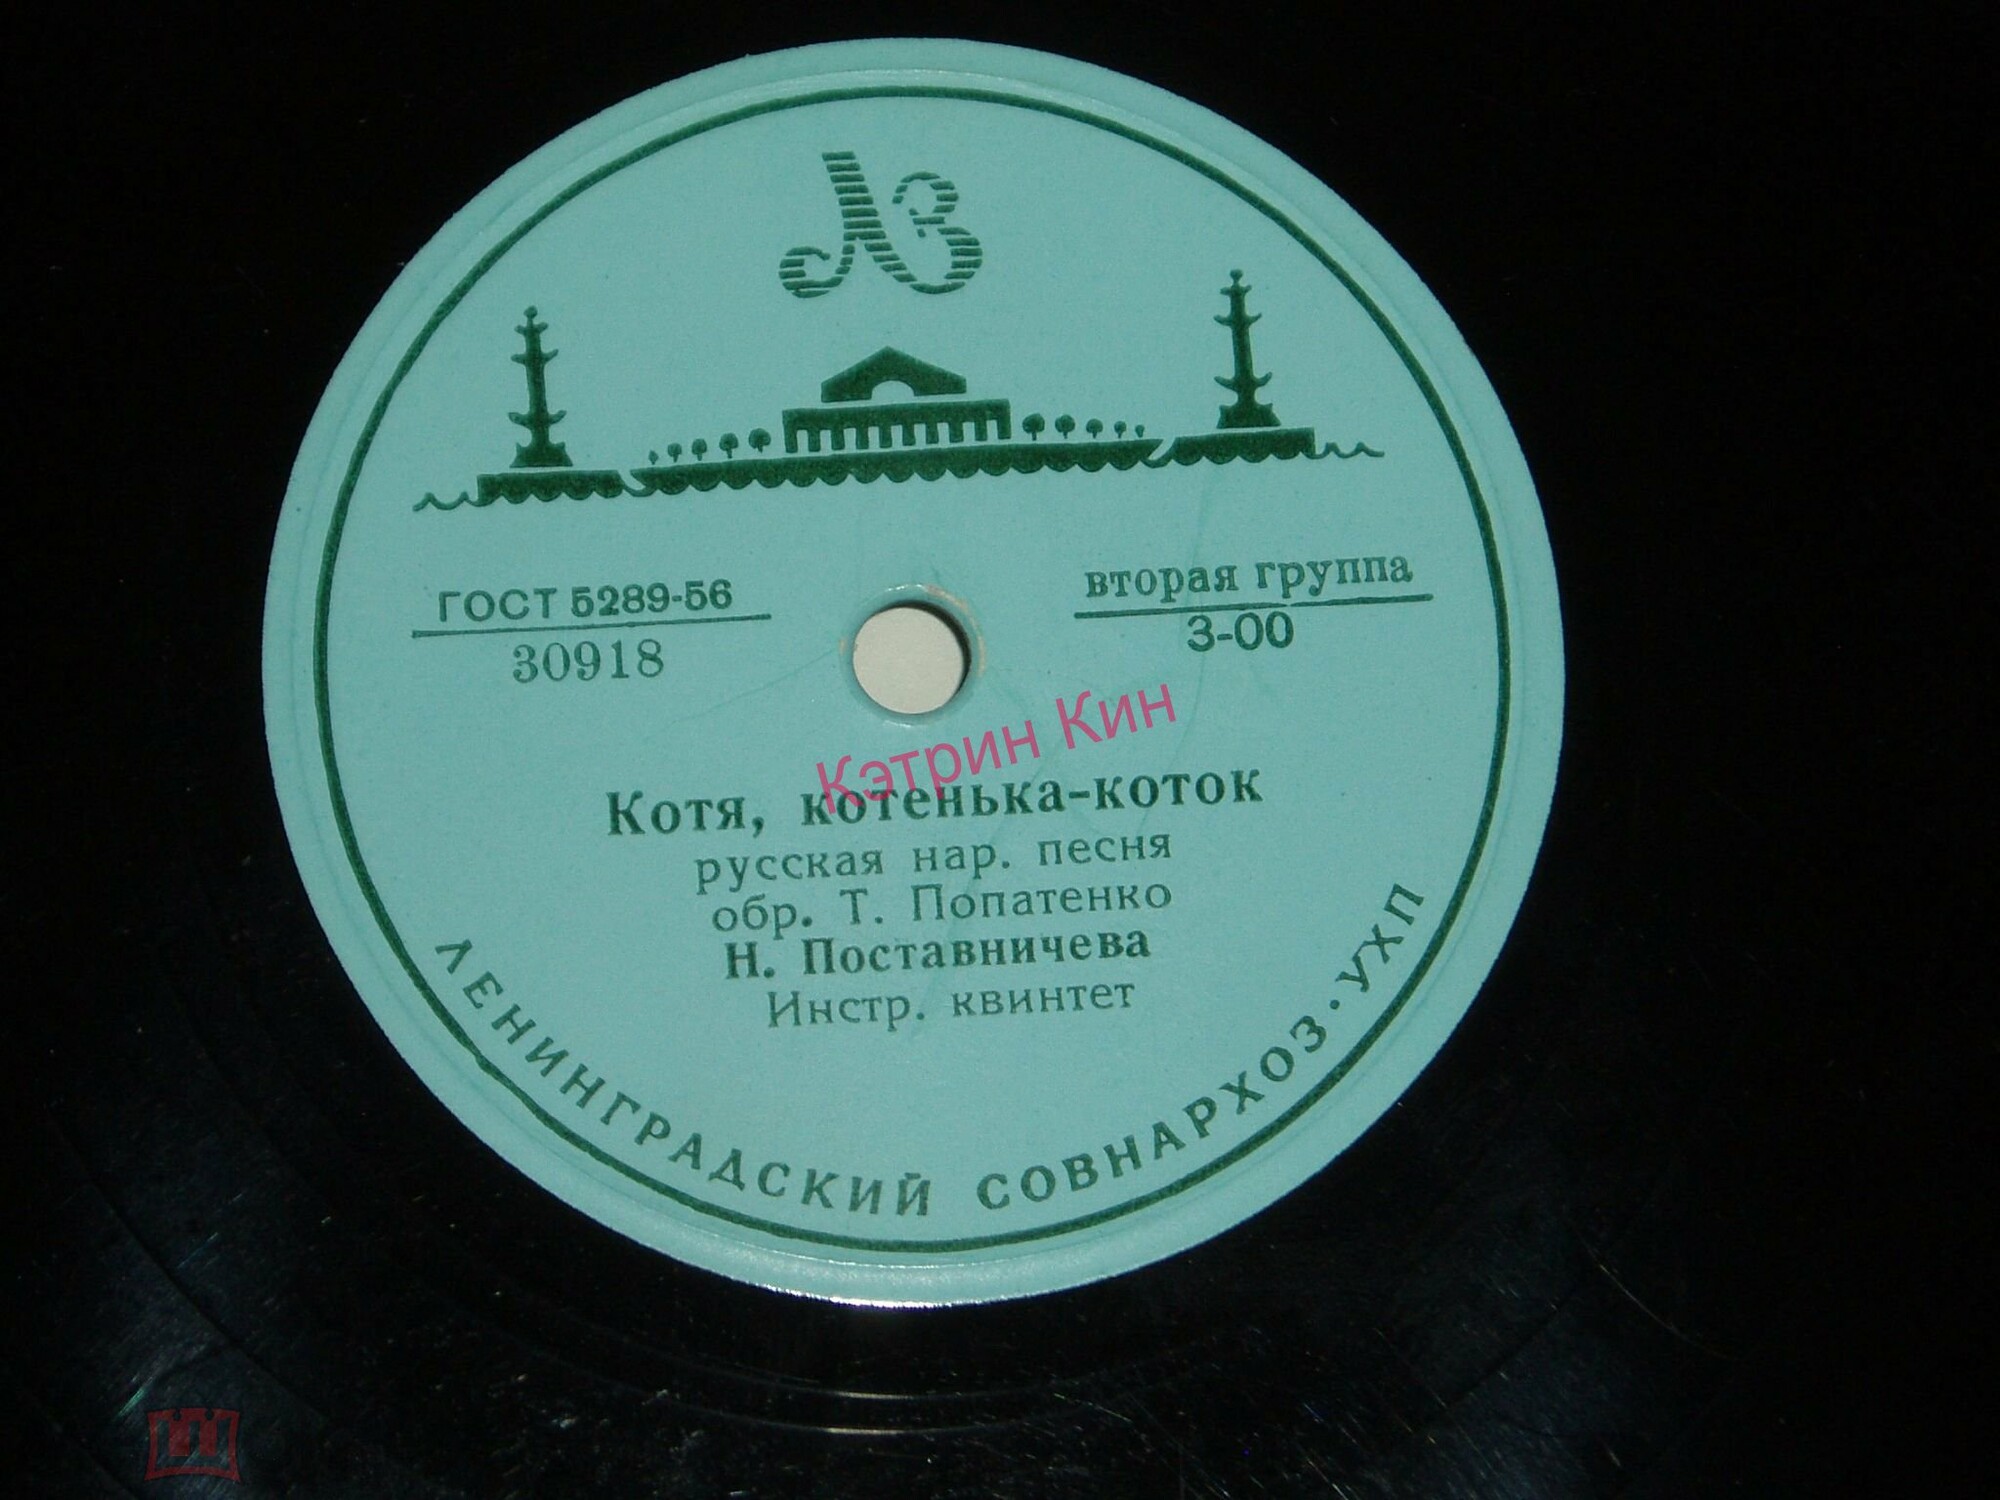 ЛЗ
ГОСТ 5289-56
30918
вторая группа
3-00
Кэтрин Кин
Котя, котенька-коток
русская нар. песня
обр. Т. Попатенко
Н. Поставничева
Инстр. квинтет
ЛЕНИНГРАДСКИЙ СОВНАРХОЗ·УХП